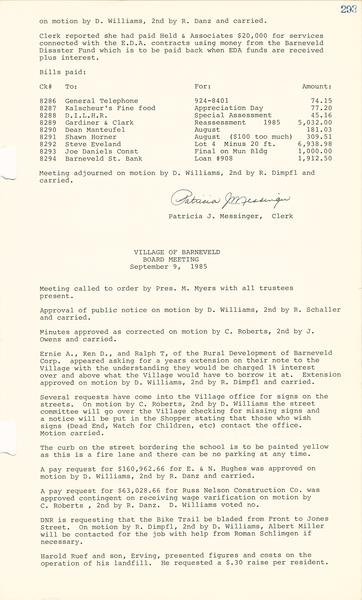 293
on motion by D. Williams, 2nd by R. Danz and carried.
Clerk reported she had paid Held & Associates $20,000 for services
connected with the E.D.A. contracts using money from the Barneveld
Disaster Fund which is to be paid back when EDA funds are received
plus interest.
Bills paid:
Ck# To: For: Amount:
8286 General Telephone 924-8401 74.15
8287 Kalscheur's Fine food Appreciation Day 77.20
8288 D.I.L.H.R. Special Assessment 45.16
8289 Gardiner & Clark Reassessment 1985 5,032.00
8290 Dean Manteufel August 181.03
8291 Shawn Horner August ($100 too much) 309.51
8292 Steve Eveland Lot 4 Minus 20 ft. 6,938.98
8293 Joe Daniels Const Final on Mun Bldg 1,000.00
8294 Barneveld St. Bank Loan #908 1,912.50
Meeting adjourned on motion by D. Williams, 2nd by R. Dimpfl and
carried.
Patricia J Messinger
Patricia J. Messinger, Clerk
VILLAGE OF BARNEVELD
BOARD MEETING
September 9, 1985
Meeting called to order by Pres. M. Myers with all trustees
present.
Approval of public notice on motion by D. Williams, 2nd by R. Schaller
and carried.
Minutes approved as corrected on motion by C. Roberts, 2nd by J.
Owens and carried.
Ernie A., Ken D., and Ralph T, of the Rural Development of Barneveld
Corp. appeared asking for a years extension on their note to the
Village with the understanding they would be charged 1% interest
over and above what the Village would have to borrow it at. Extension
approved on motion by D. Williams, 2nd by R. Dimpfl and carried.
Several requests have come into the Village office for signs on the
streets. On motion by C. Roberts, 2nd by D. Williams the street
committee will go over the Village checking for missing signs and
a notice will be put in the Shopper stating that those who wish
signs (Dead End, Watch for Children, etc) contact the office.
Motion carried.
The curb on the street bordering the school is to be painted yellow
as this is a fire lane and there can be no parking at any time.
A pay request for $160,962.66 for E. & N. Hughes was approved on
motion by D. Williams, 2nd by R. Danz and carried.
A pay request for $63,028.66 for Russ Nelson Construction Co. was
approved contingent on receiving wage varification on motion by
C. Roberts , 2nd by R. Danz. D. Williams voted no.
DNR is requesting that the Bike Trail be bladed from Front to Jones
Street. On motion by R. Dimpfl, 2nd by D. Williams, Albert Miller
will be contacted for the job with help from Roman Schlimgen if
necessary.
Harold Ruef and son, Erving, presented figures and costs on the
operation of his landfill. He requested a $.30 raise per resident.